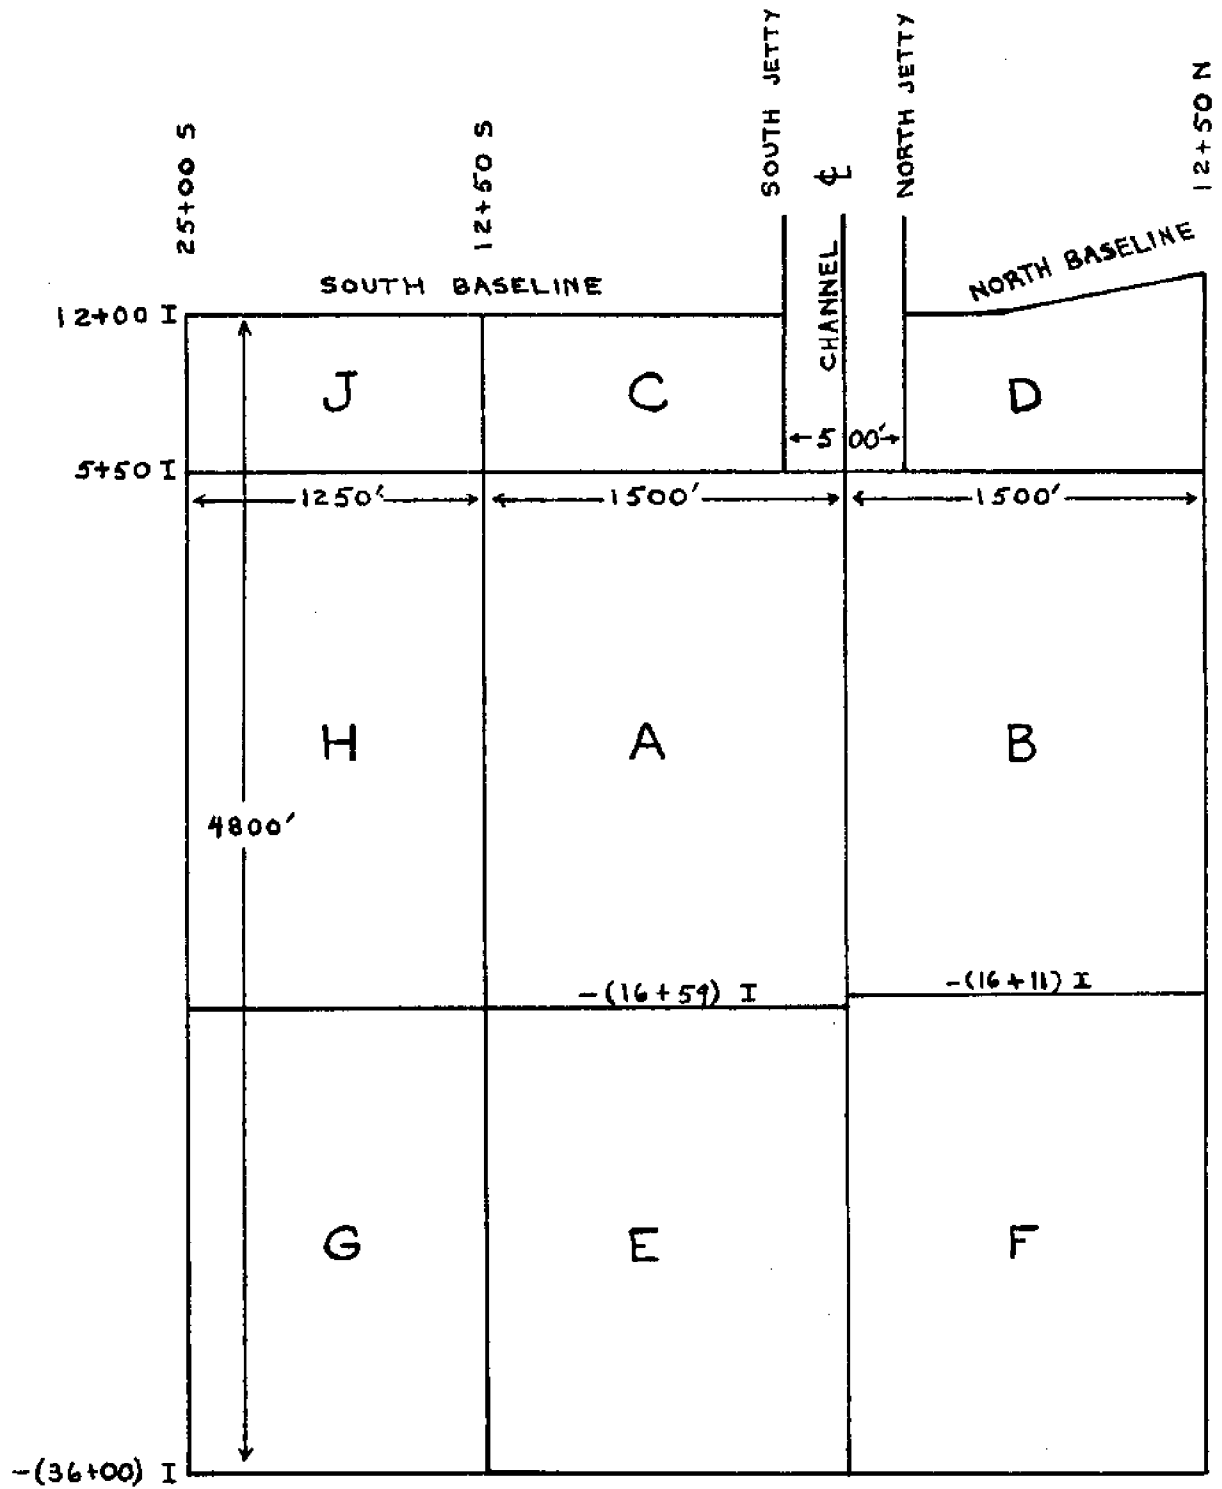 SOUTH JETTY
NORTH JETTY
12+50 N
25+00 S
12+50 S
℄
CHANNEL
SOUTH BASELINE
NORTH BASELINE
12+00 I
J
C
D
5 00'
5+50 I
1250'
1500'
1500'
H
A
B
4800'
-(16+59) I
-(16+11) I
G
E
F
-(36+00) I